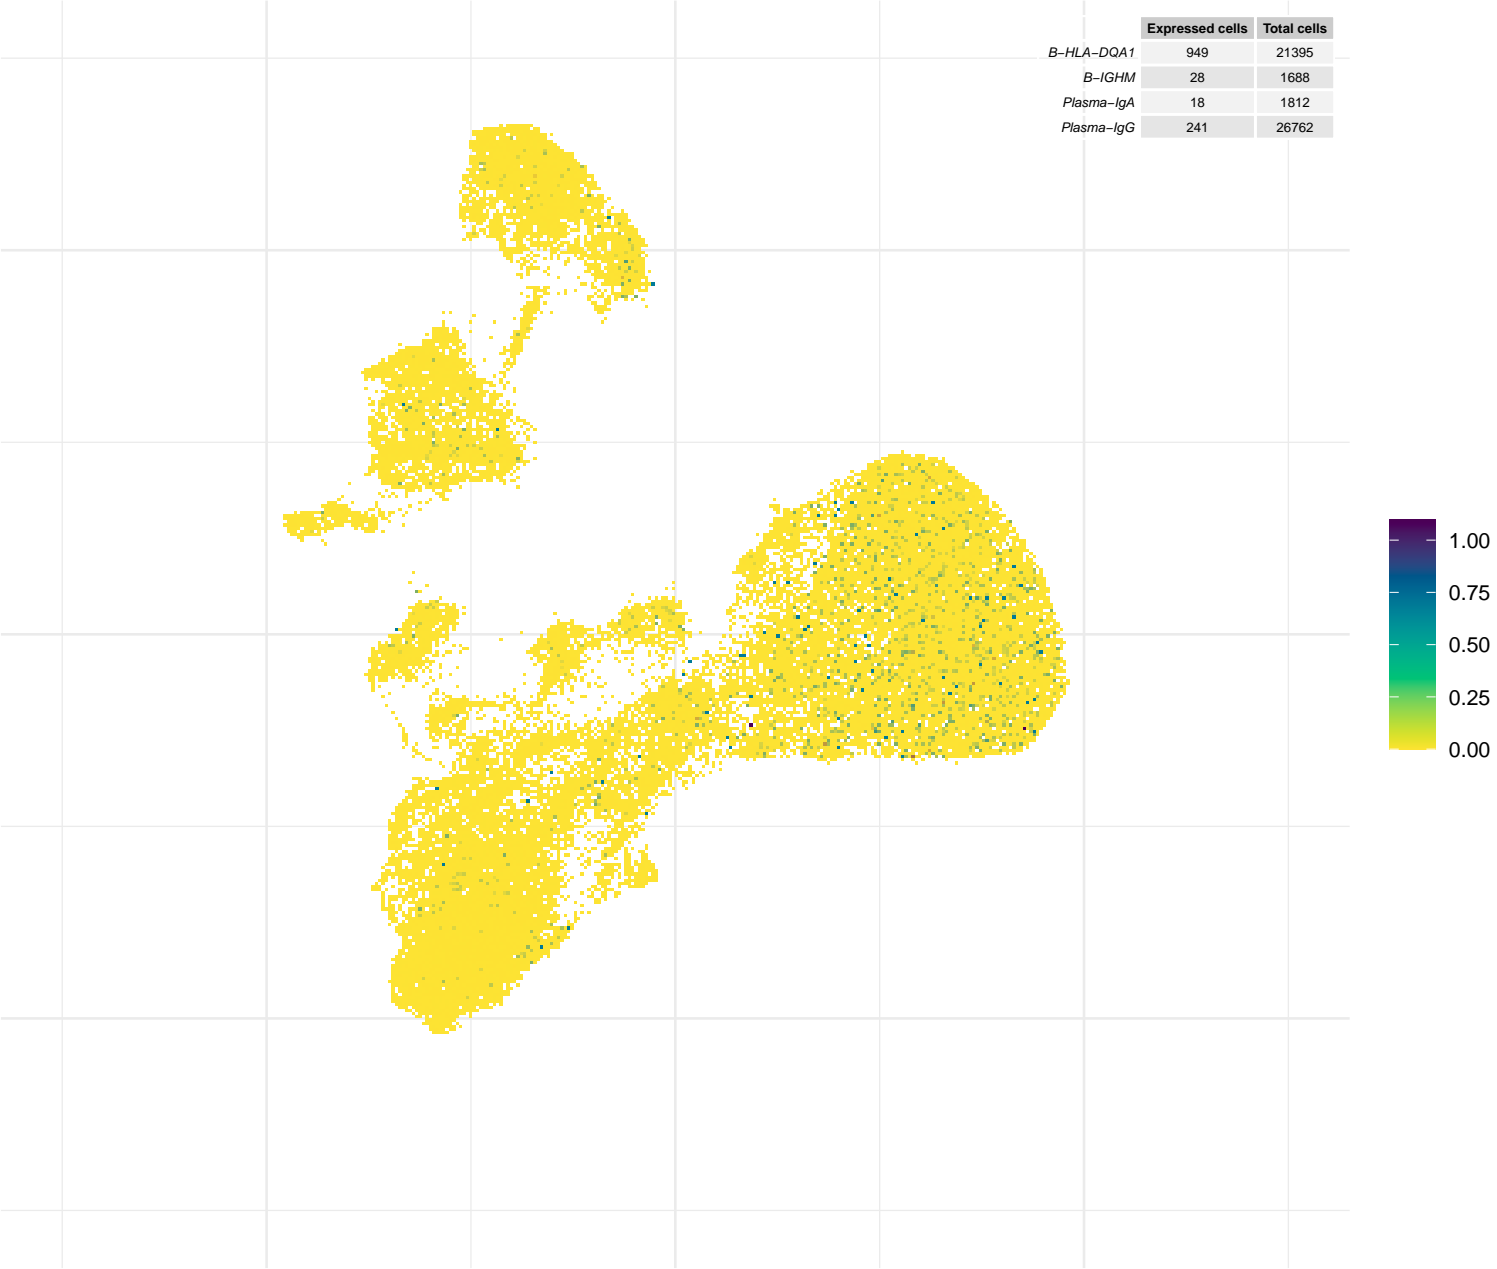 Expressed cells Total cells
B−HLA−DQA1 949 21395
B−IGHM 28 1688
Plasma−IgA 18 1812
Plasma−IgG 241 26762
1.00
0.75
0.50
0.25
0.00